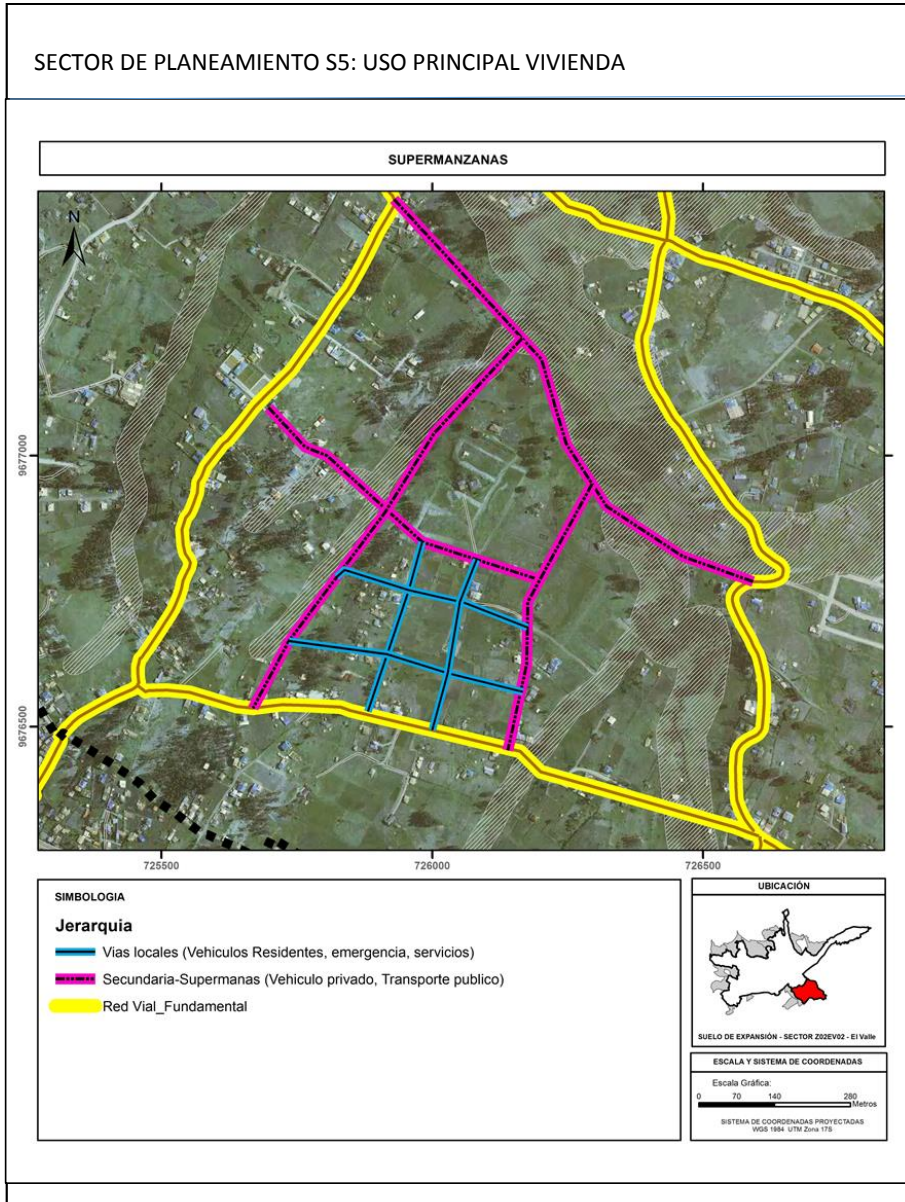 SECTOR DE PLANEAMIENTO S5: USO PRINCIPAL VIVIENDA
SUPERMANZANAS
N
9677000
9676500
725500
726000
726500
SIMBOLOGIA
Jerarquia
Vias locales (Vehiculos Residentes, emergencia, servicios)
Secundaria-Supermanas (Vehiculo privado, Transporte publico)
Red Vial_Fundamental
UBICACIÓN
SUELO DE EXPANSIÓN - SECTOR Z02EV02 - El Valle
ESCALA Y SISTEMA DE COORDENADAS
Escala Gráfica:
0 70 140 280
Metros
SISTEMA DE COORDENADAS PROYECTADAS
WGS 1984 UTM Zona 17S